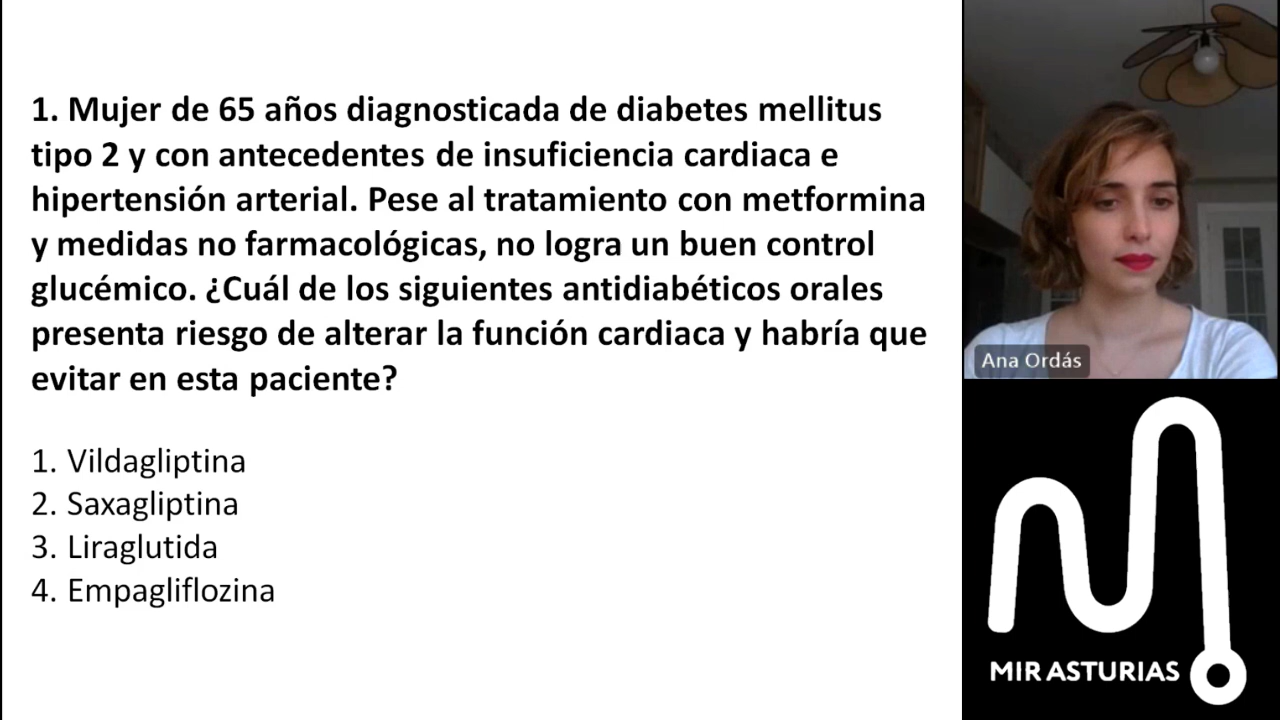 1. Mujer de 65 años diagnosticada de diabetes mellitus
tipo 2 y con antecedentes de insuficiencia cardiaca e
hipertensión arterial. Pese al tratamiento con metformina
y medidas no farmacológicas, no logra un buen control
glucémico. ¿Cuál de los siguientes antidiabéticos orales
presenta riesgo de alterar la función cardiaca y habría que
evitar en esta paciente?
1. Vildagliptina
2. Saxagliptina
3. Liraglutida
4. Empagliflozina
Ana Ordás
MIR ASTURIAS